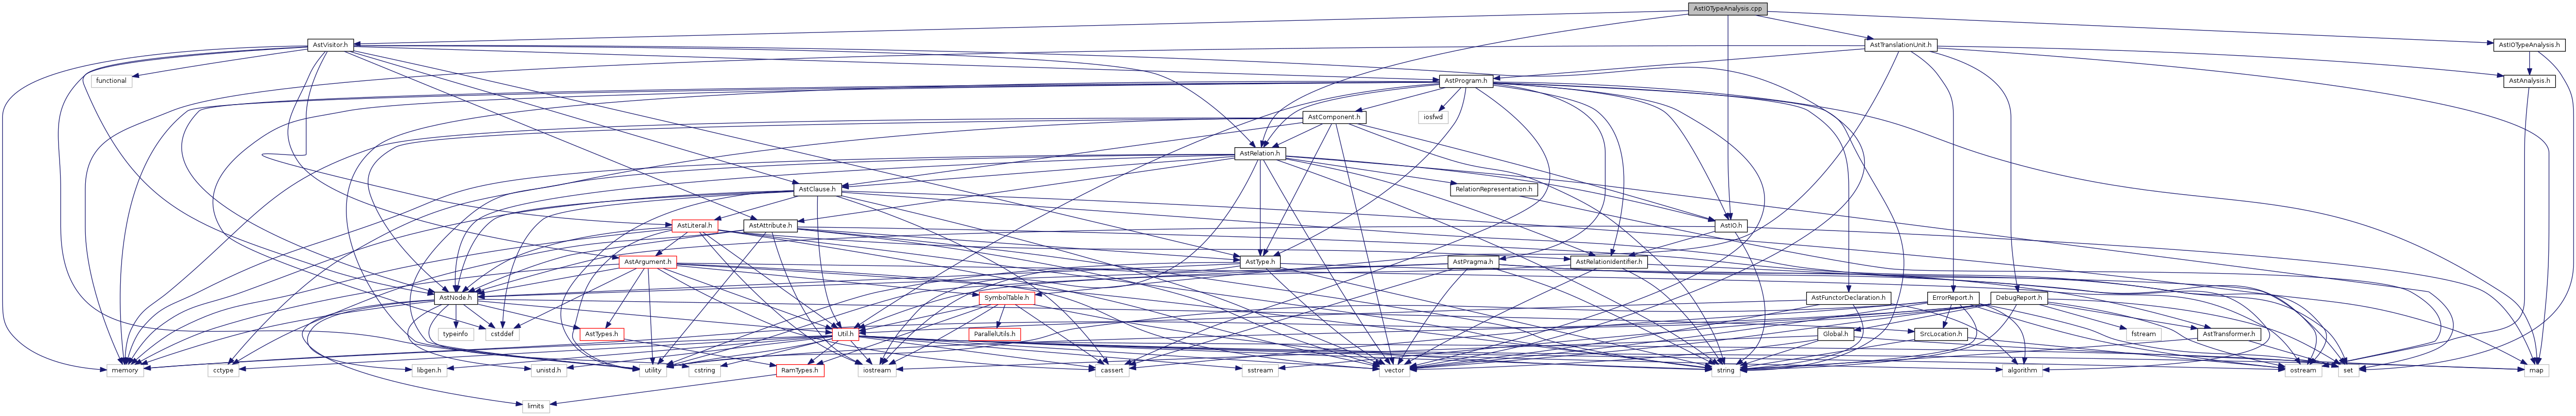 AstIOTypeAnalysis.cpp
AstVisitor.h
AstTranslationUnit.h
AstIOTypeAnalysis.h
functional
AstProgram.h
AstAnalysis.h
AstComponent.h
iosfwd
AstRelation.h
AstClause.h
RelationRepresentation.h
AstLiteral.h
AstAttribute.h
AstIO.h
AstArgument.h
AstType.h
AstPragma.h
AstRelationIdentifier.h
AstNode.h
SymbolTable.h
AstFunctorDeclaration.h
ErrorReport.h
DebugReport.h
typeinfo
cstddef
AstTypes.h
Util.h
ParallelUtils.h
Global.h
SrcLocation.h
fstream
AstTransformer.h
memory
cctype
libgen.h
unistd.h
utility
cstring
RamTypes.h
iostream
cassert
sstream
vector
string
algorithm
ostream
set
map
limits